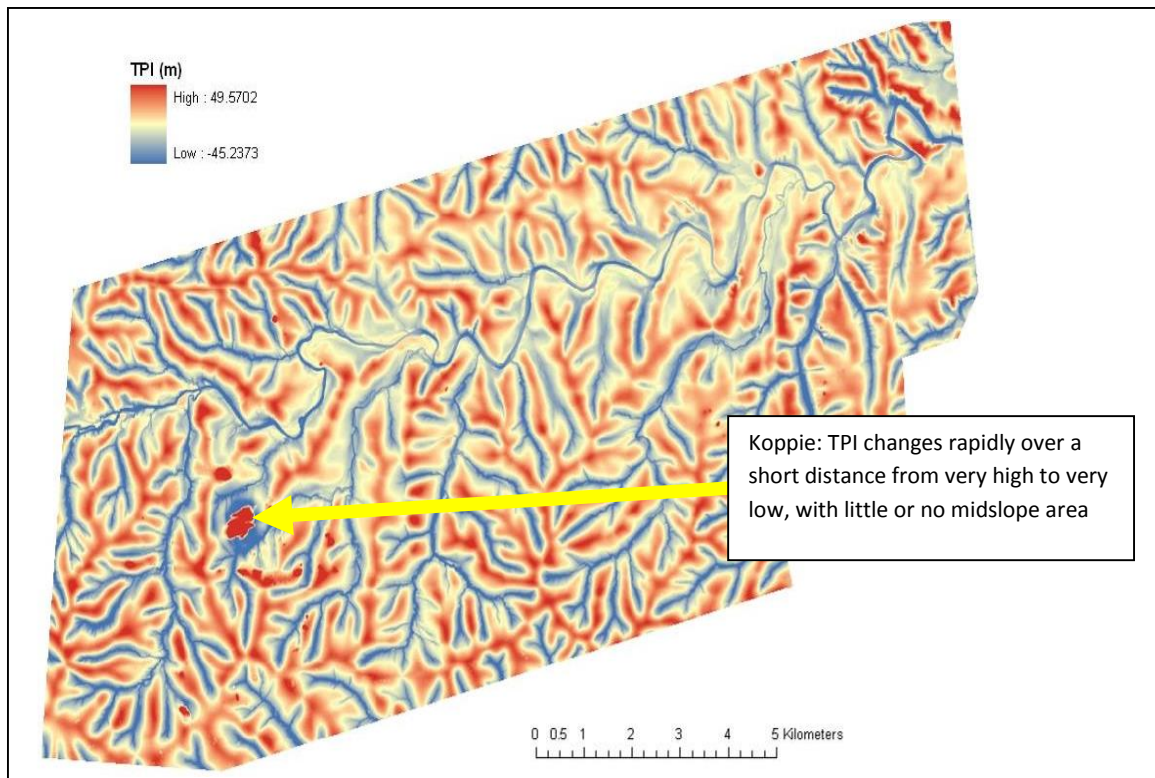 TPI (m)
High : 49.5702
Low : -45.2373
Koppie: TPI changes rapidly over a
short distance from very high to very
low, with little or no midslope area
0 0.5 1 2 3 4 5 Kilometers